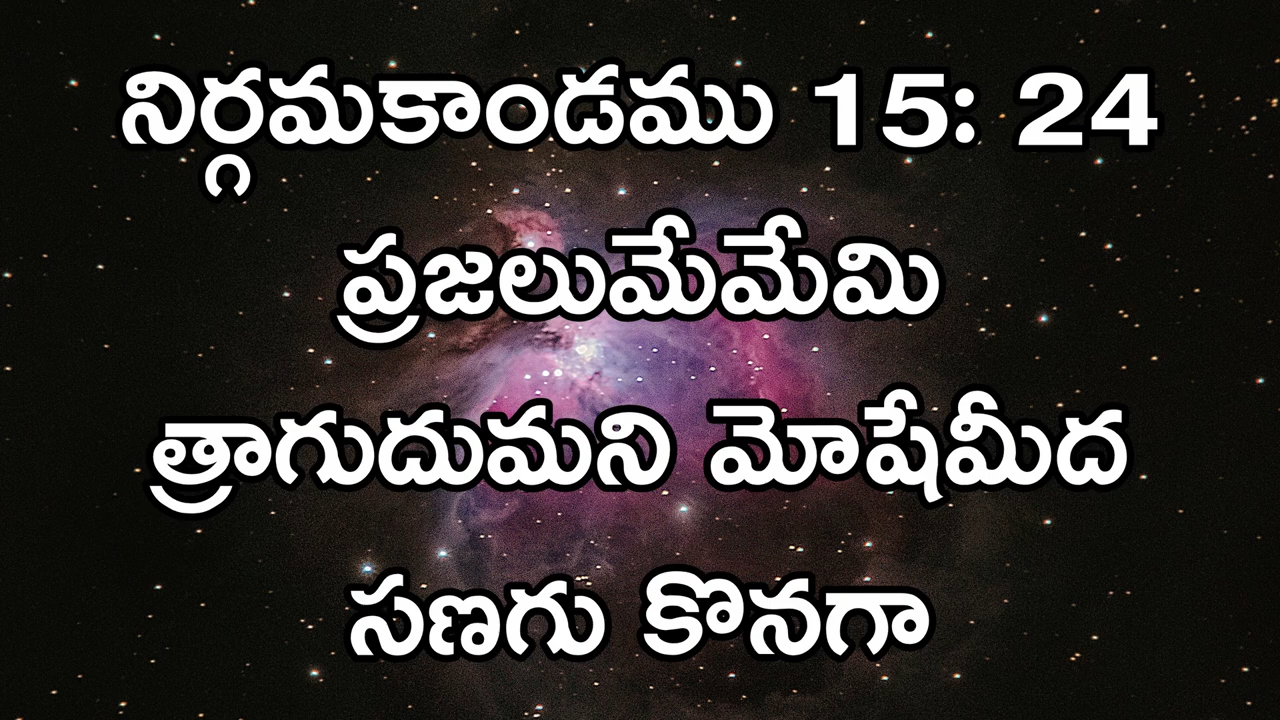 నిర్గమకాండము 15: 24
ప్రజలుమేమేమి
త్రాగుదుమని మోషేమీద
సణగు కొనగా